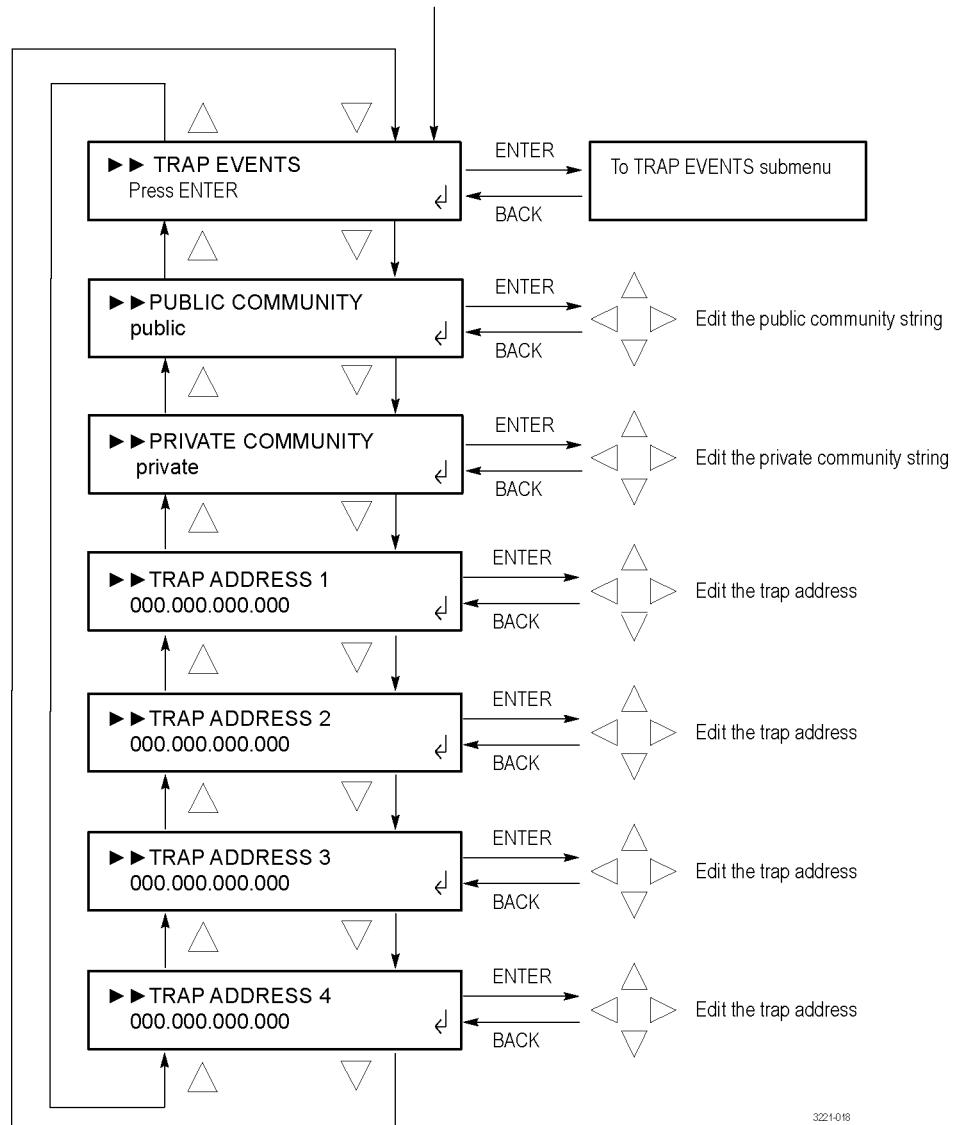 ►► TRAP EVENTS
Press ENTER
ENTER
BACK
To TRAP EVENTS submenu
►►PUBLIC COMMUNITY
public
ENTER
BACK
Edit the public community string
►►PRIVATE COMMUNITY
private
ENTER
BACK
Edit the private community string
►►TRAP ADDRESS 1
000.000.000.000
ENTER
BACK
Edit the trap address
►►TRAP ADDRESS 2
000.000.000.000
ENTER
BACK
Edit the trap address
►►TRAP ADDRESS 3
000.000.000.000
ENTER
BACK
Edit the trap address
►►TRAP ADDRESS 4
000.000.000.000
ENTER
BACK
Edit the trap address
3221-018